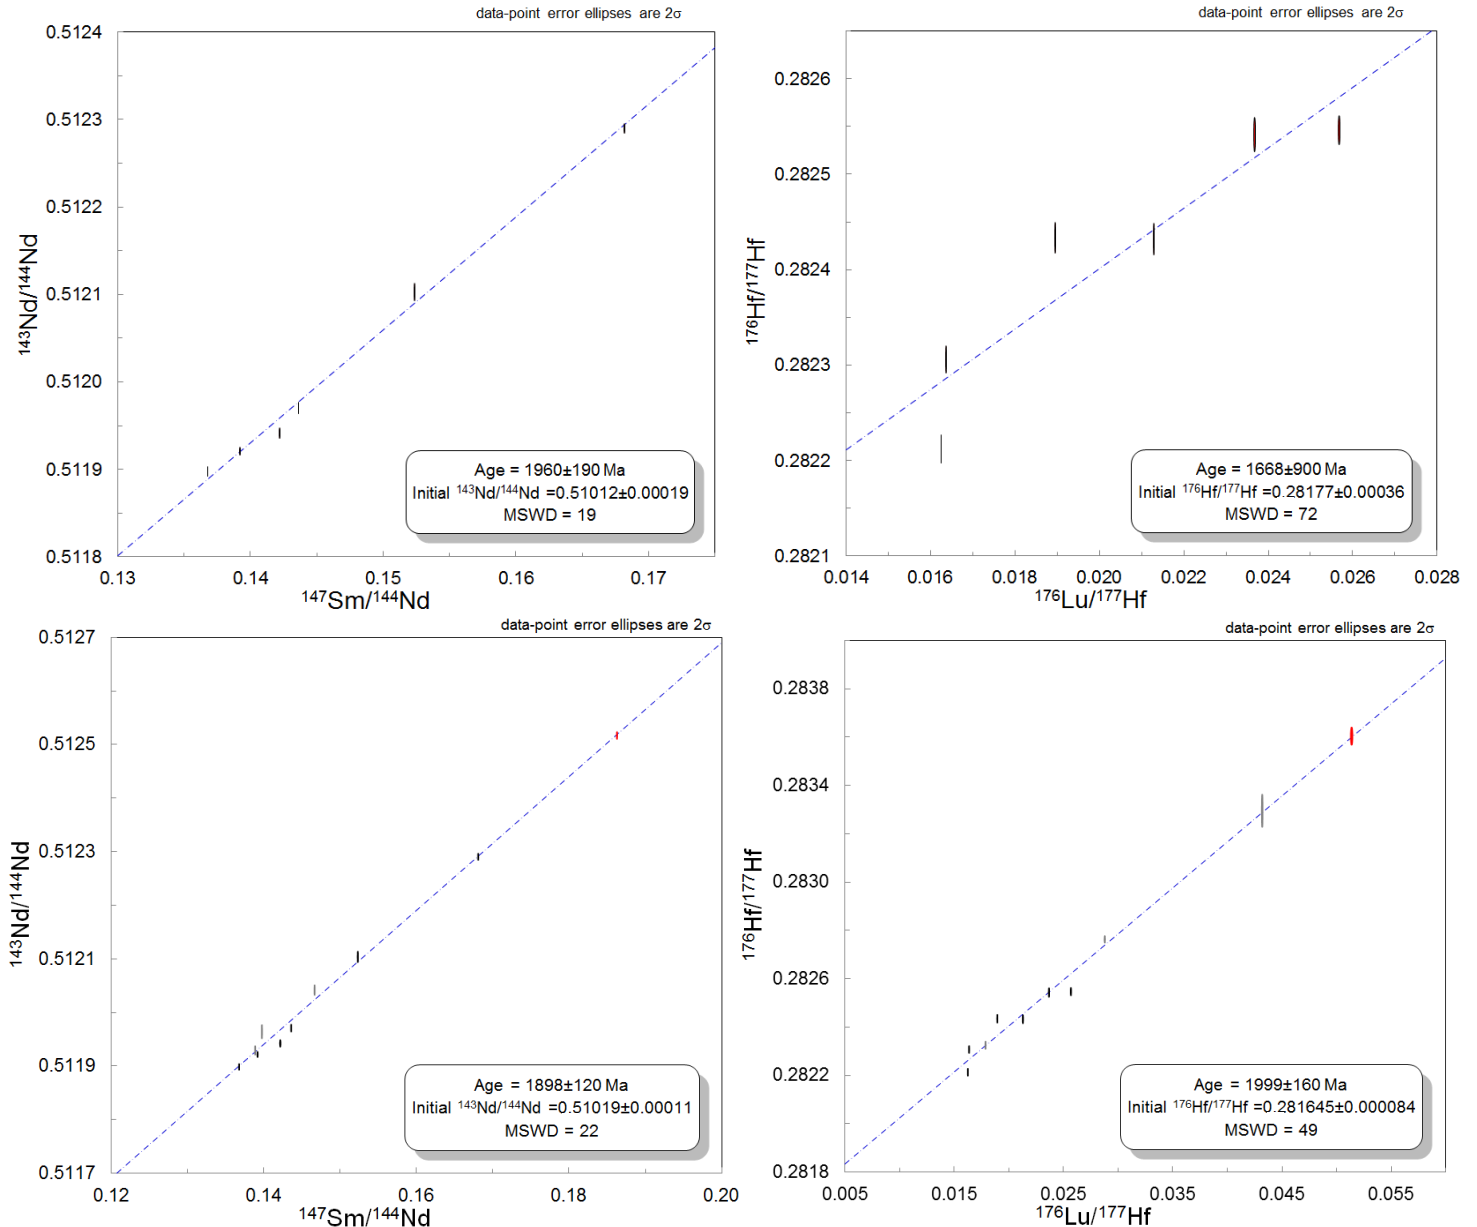 data-point error ellipses are 2σ
0.5124
0.5123
0.5122
0.5121
0.5120
0.5119
0.5118
¹⁴³Nd/¹⁴⁴Nd
0.13
0.14
0.15
0.16
0.17
¹⁴⁷Sm/¹⁴⁴Nd
Age = 1960±190 Ma
Initial ¹⁴³Nd/¹⁴⁴Nd =0.51012±0.00019
MSWD = 19
data-point error ellipses are 2σ
0.2826
0.2825
0.2824
0.2823
0.2822
0.2821
¹⁷⁶Hf/¹⁷⁷Hf
0.014
0.016
0.018
0.020
0.022
0.024
0.026
0.028
¹⁷⁶Lu/¹⁷⁷Hf
Age = 1668±900 Ma
Initial ¹⁷⁶Hf/¹⁷⁷Hf =0.28177±0.00036
MSWD = 72
data-point error ellipses are 2σ
0.5127
0.5125
0.5123
0.5121
0.5119
0.5117
¹⁴³Nd/¹⁴⁴Nd
0.12
0.14
0.16
0.18
0.20
¹⁴⁷Sm/¹⁴⁴Nd
Age = 1898±120 Ma
Initial ¹⁴³Nd/¹⁴⁴Nd =0.51019±0.00011
MSWD = 22
data-point error ellipses are 2σ
0.2838
0.2834
0.2830
0.2826
0.2822
0.2818
¹⁷⁶Hf/¹⁷⁷Hf
0.005
0.015
0.025
0.035
0.045
0.055
¹⁷⁶Lu/¹⁷⁷Hf
Age = 1999±160 Ma
Initial ¹⁷⁶Hf/¹⁷⁷Hf =0.281645±0.000084
MSWD = 49